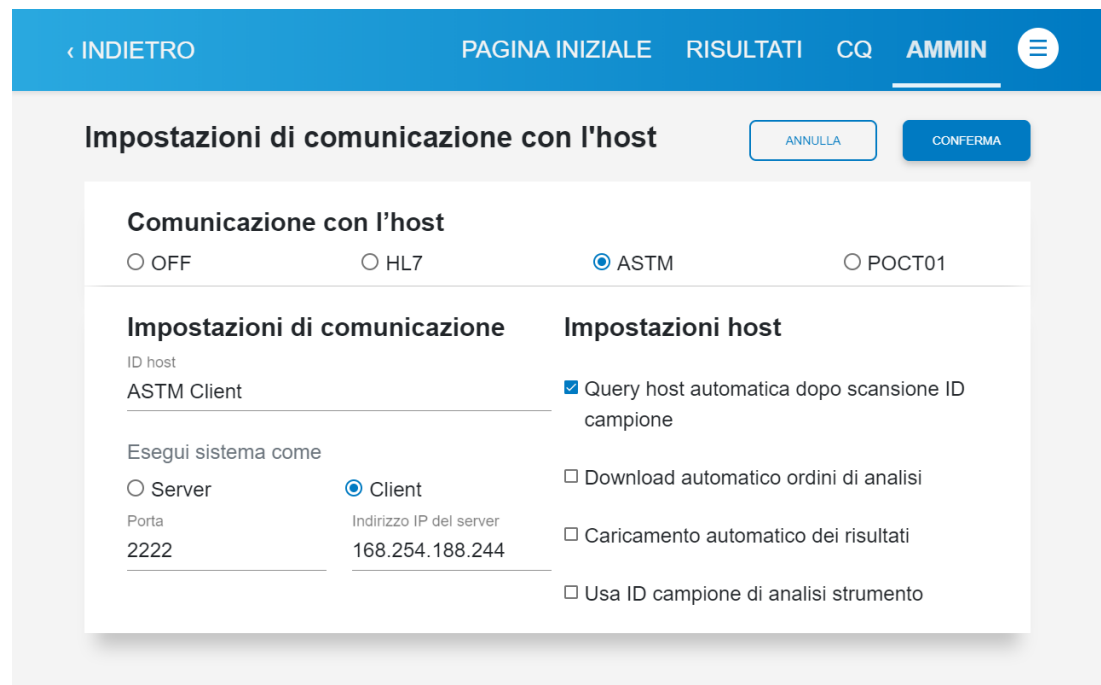 ‹ INDIETRO PAGINA INIZIALE RISULTATI CQ AMMIN
Impostazioni di comunicazione con l'host ANNULLA CONFERMA
Comunicazione con l’host
OFF HL7 ASTM POCT01
Impostazioni di comunicazione
ID host
ASTM Client
Esegui sistema come
Server Client
Porta Indirizzo IP del server
2222 168.254.188.244
Impostazioni host
Query host automatica dopo scansione ID
campione
Download automatico ordini di analisi
Caricamento automatico dei risultati
Usa ID campione di analisi strumento